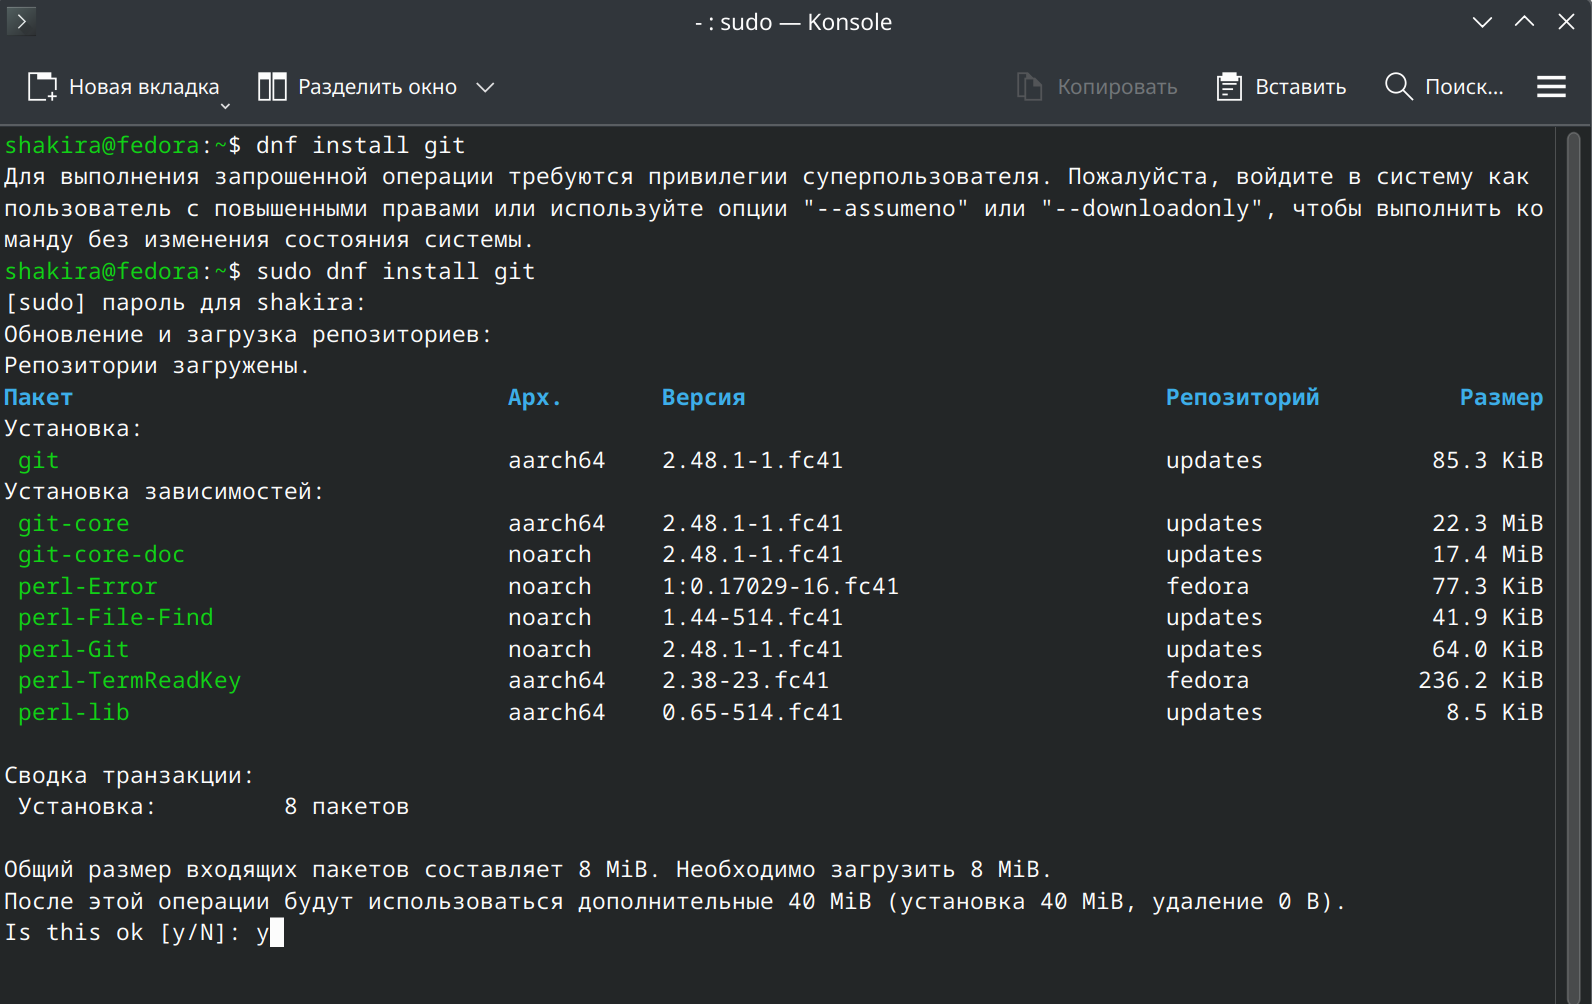 - : sudo — Konsole
Новая вкладка Разделить окно Копировать Вставить Поиск...
shakira@fedora:~$ dnf install git
Для выполнения запрошенной операции требуются привилегии суперпользователя. Пожалуйста, войдите в систему как
пользователь с повышенными правами или используйте опции "--assumeno" или "--downloadonly", чтобы выполнить ко
манду без изменения состояния системы.
shakira@fedora:~$ sudo dnf install git
[sudo] пароль для shakira:
Обновление и загрузка репозиториев:
Репозитории загружены.
Пакет Арх. Версия Репозиторий Размер
Установка:
git aarch64 2.48.1-1.fc41 updates 85.3 KiB
Установка зависимостей:
git-core aarch64 2.48.1-1.fc41 updates 22.3 MiB
git-core-doc noarch 2.48.1-1.fc41 updates 17.4 MiB
perl-Error noarch 1:0.17029-16.fc41 fedora 77.3 KiB
perl-File-Find noarch 1.44-514.fc41 updates 41.9 KiB
perl-Git noarch 2.48.1-1.fc41 updates 64.0 KiB
perl-TermReadKey aarch64 2.38-23.fc41 fedora 236.2 KiB
perl-lib aarch64 0.65-514.fc41 updates 8.5 KiB
Сводка транзакции:
Установка: 8 пакетов
Общий размер входящих пакетов составляет 8 MiB. Необходимо загрузить 8 MiB.
После этой операции будут использоваться дополнительные 40 MiB (установка 40 MiB, удаление 0 B).
Is this ok [y/N]: y